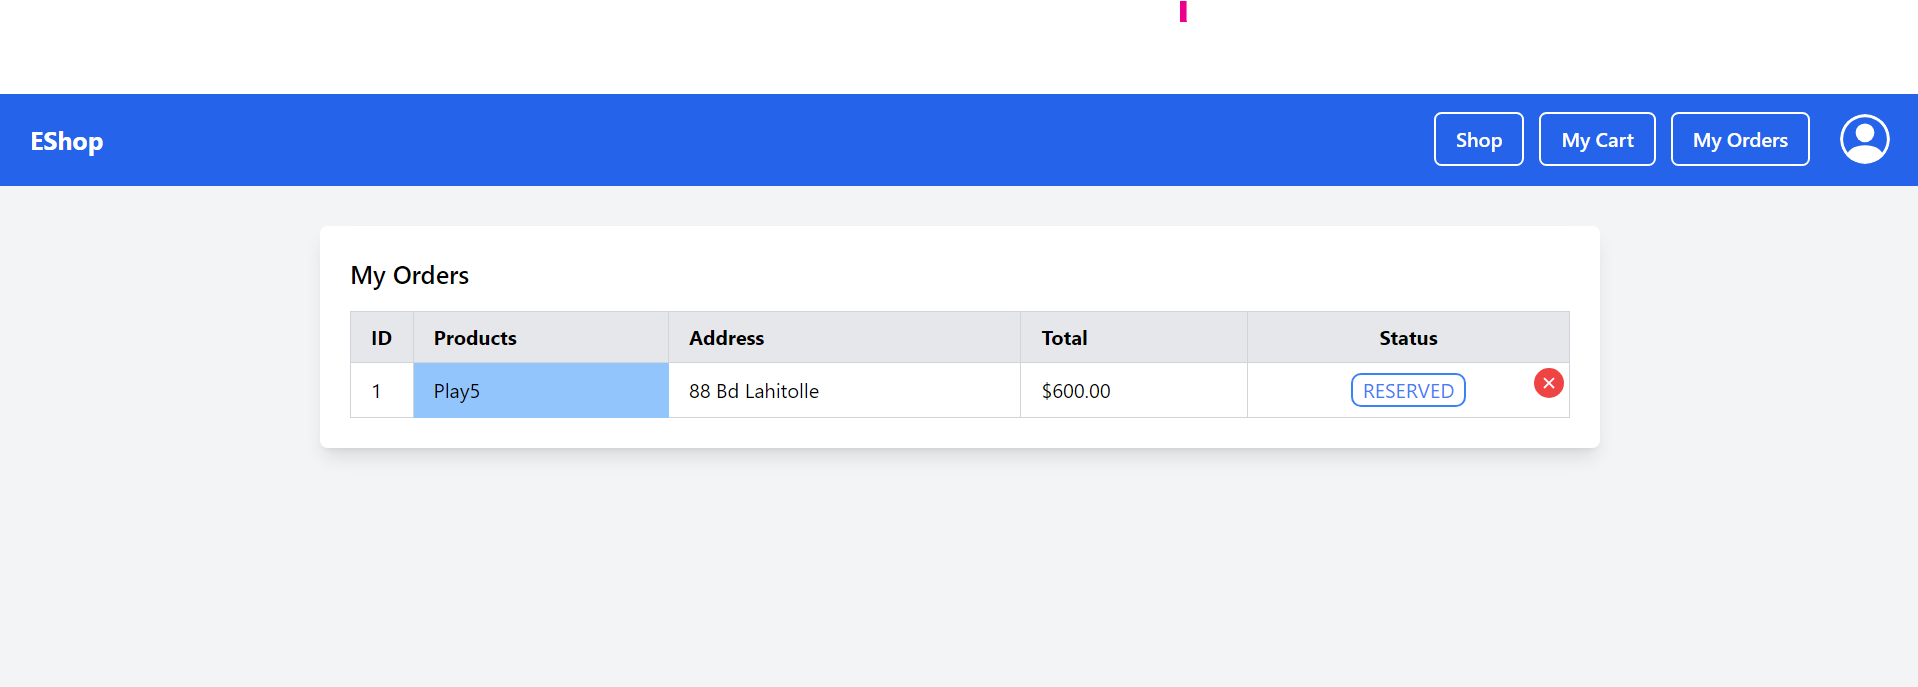 EShop Shop My Cart My Orders
My Orders
ID Products Address Total Status
1 Play5 88 Bd Lahitolle $600.00 RESERVED